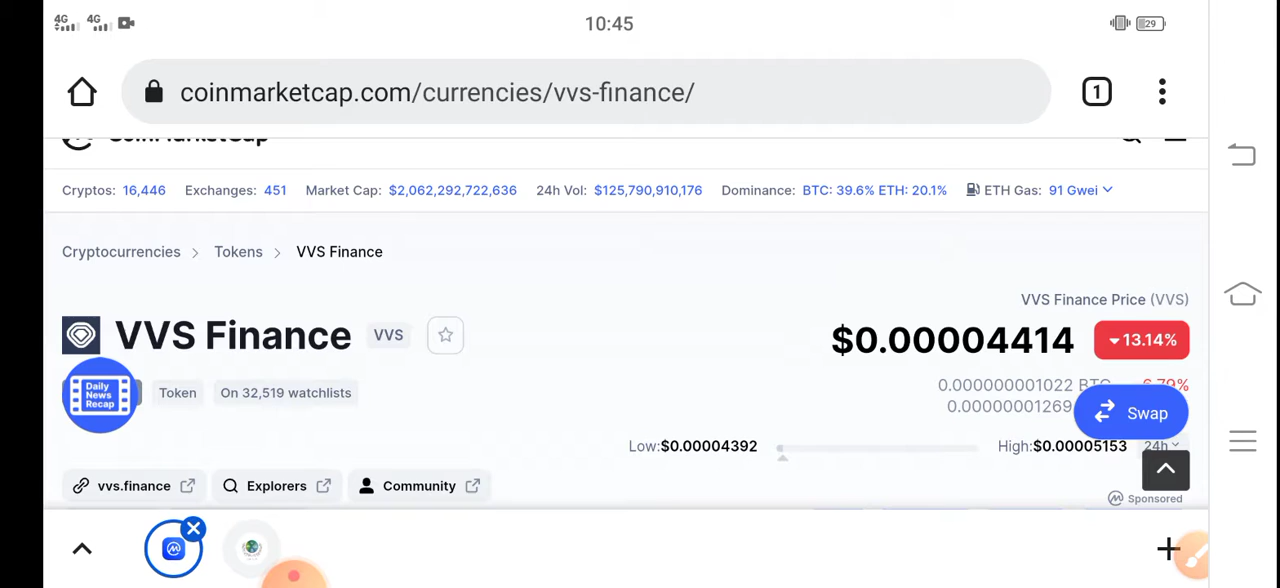 4G 4G 10:45 29
coinmarketcap.com/currencies/vvs-finance/ 1
CoinMarketCap
Cryptos: 16,446 Exchanges: 451 Market Cap: $2,062,292,722,636 24h Vol: $125,790,910,176 Dominance: BTC: 39.6% ETH: 20.1% ETH Gas: 91 Gwei
Cryptocurrencies > Tokens > VVS Finance
VVS Finance Price (VVS)
VVS Finance VVS $0.00004414 13.14%
Daily News Recap
Token On 32,519 watchlists
0.000000001022 BTC 6.79%
0.00000001269
Swap
Low:$0.00004392 High:$0.00005153 24h
vvs.finance Explorers Community
Sponsored